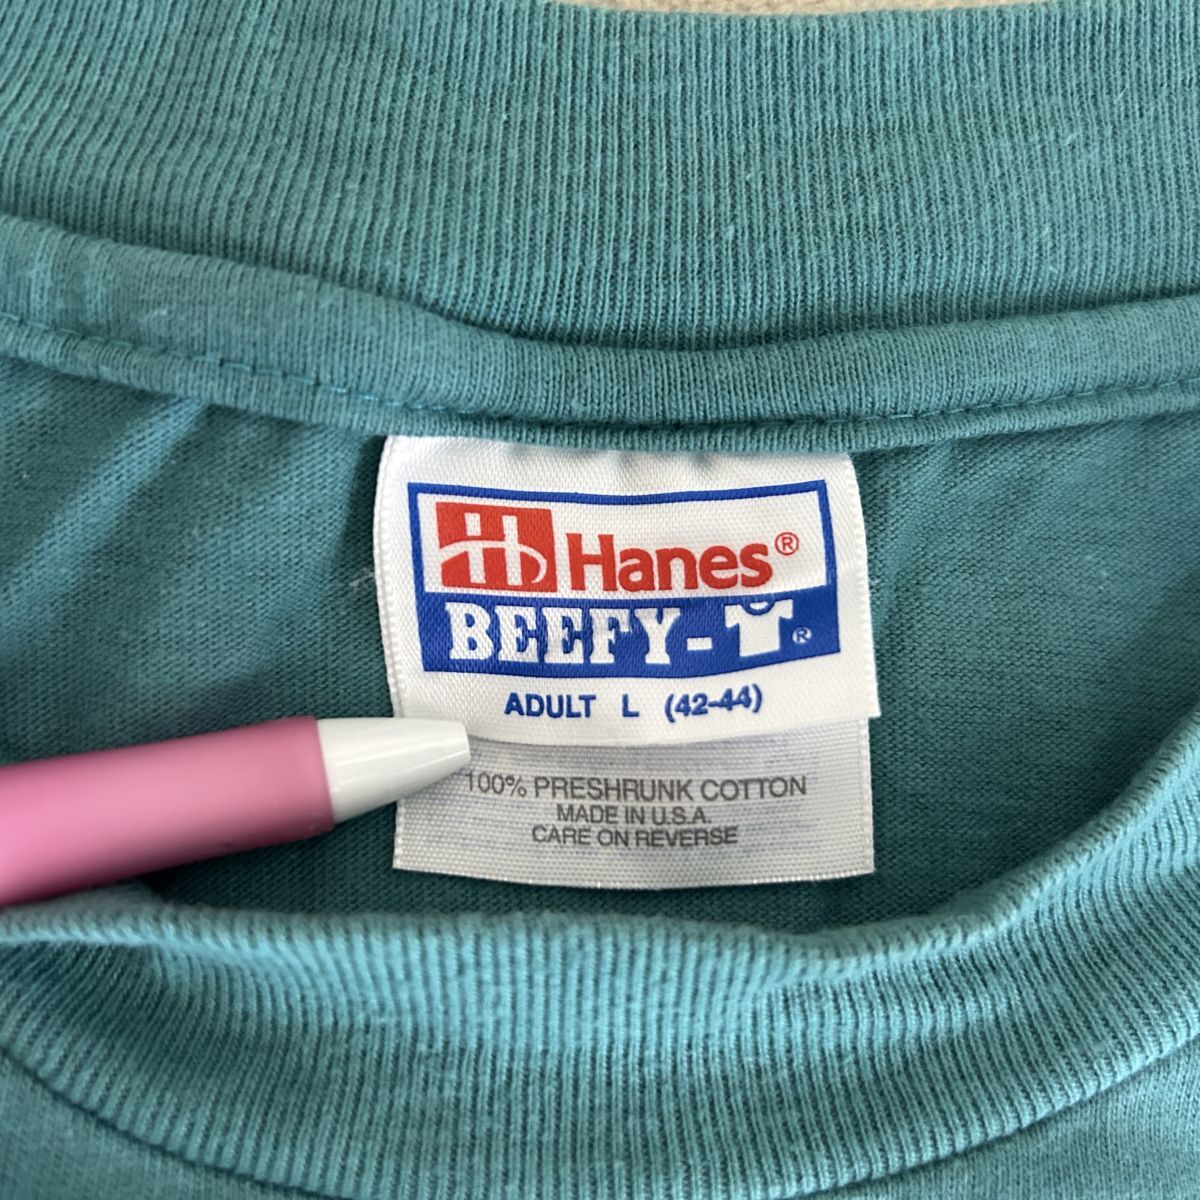 Hanes®
BEEFY-T®
ADULT L (42-44)
100% PRESHRUNK COTTON
MADE IN U.S.A.
CARE ON REVERSE